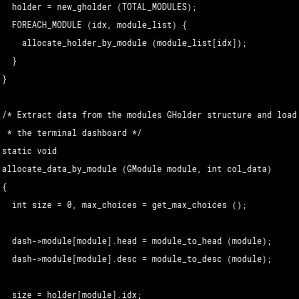 holder = new_gholder (TOTAL_MODULES);
FOREACH_MODULE (idx, module_list) {
allocate_holder_by_module (module_list[idx]);
}
}
/* Extract data from the modules GHolder structure and load
* the terminal dashboard */
static void
allocate_data_by_module (GModule module, int col_data)
{
int size = 0, max_choices = get_max_choices ();
dash->module[module].head = module_to_head (module);
dash->module[module].desc = module_to_desc (module);
size = holder[module].idx;